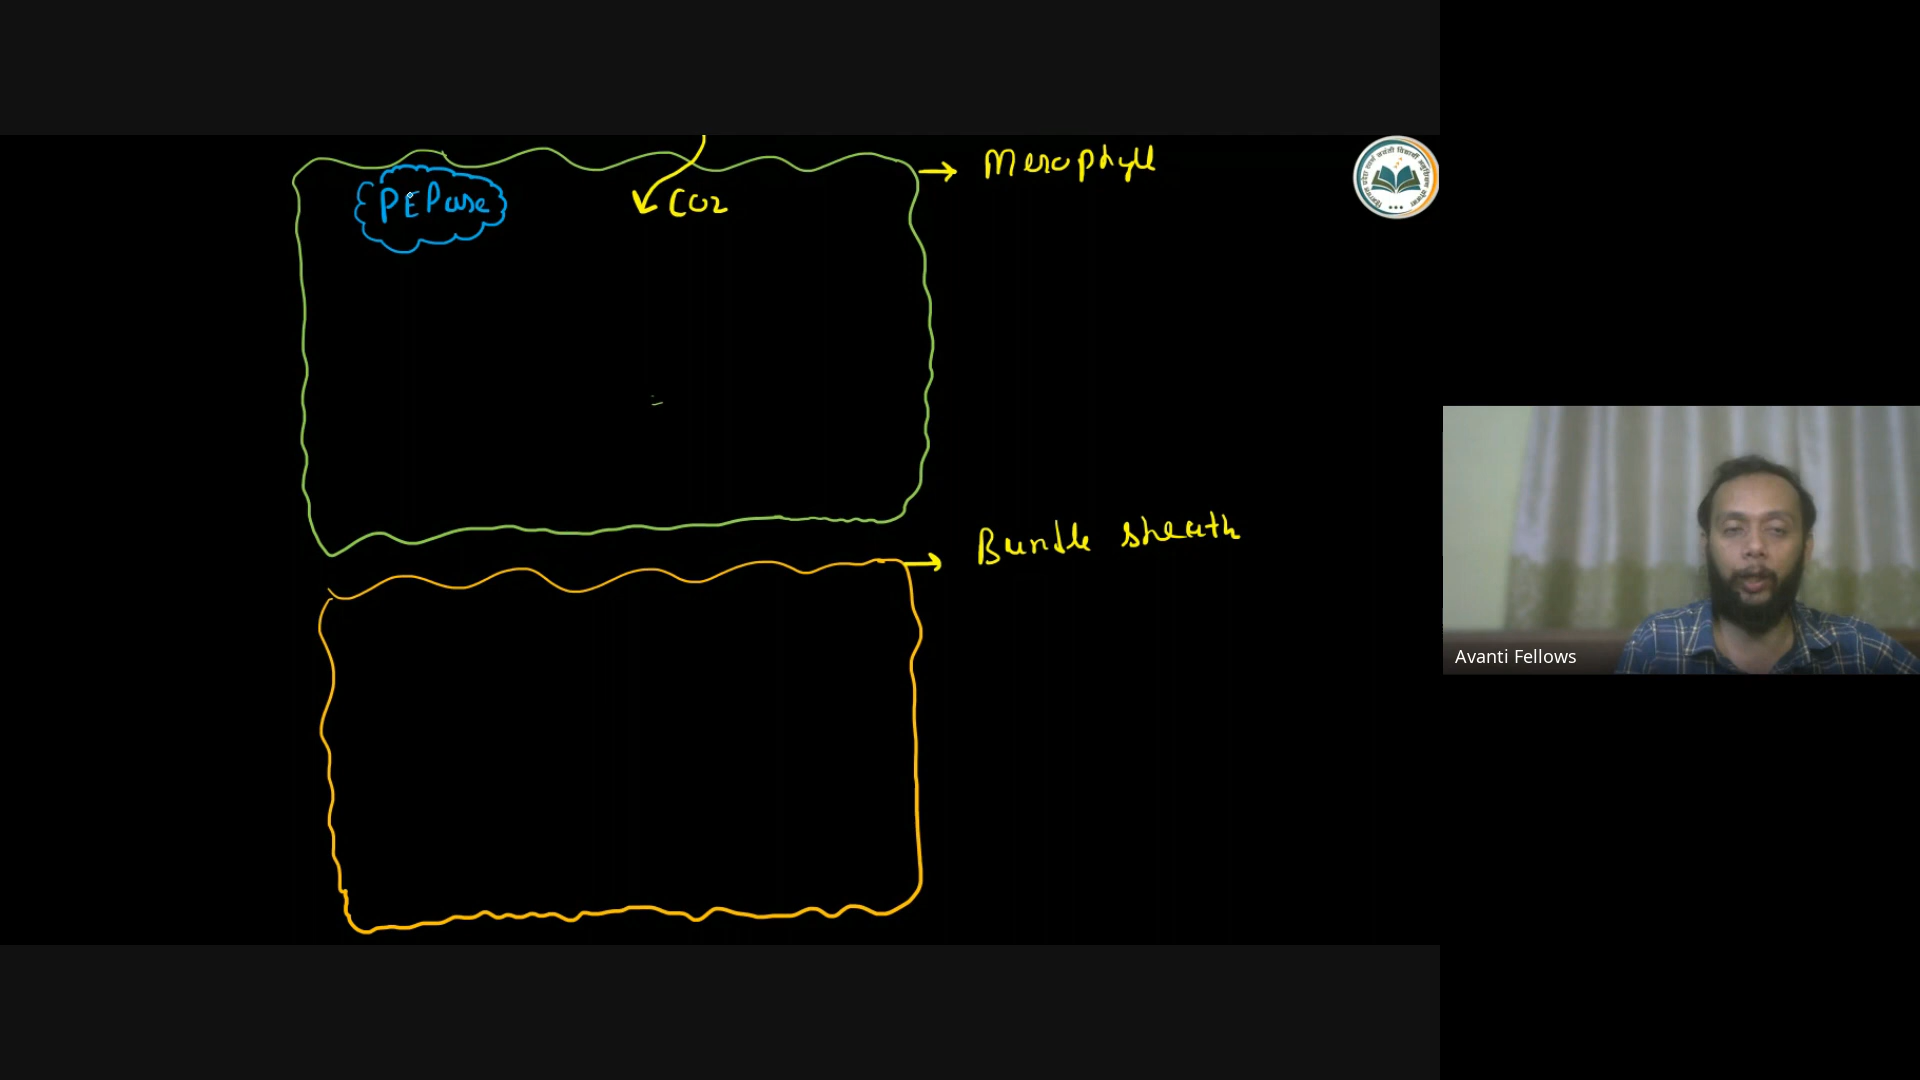 Mesophyll
PEPase
CO2
Bundle sheath
Avanti Fellows